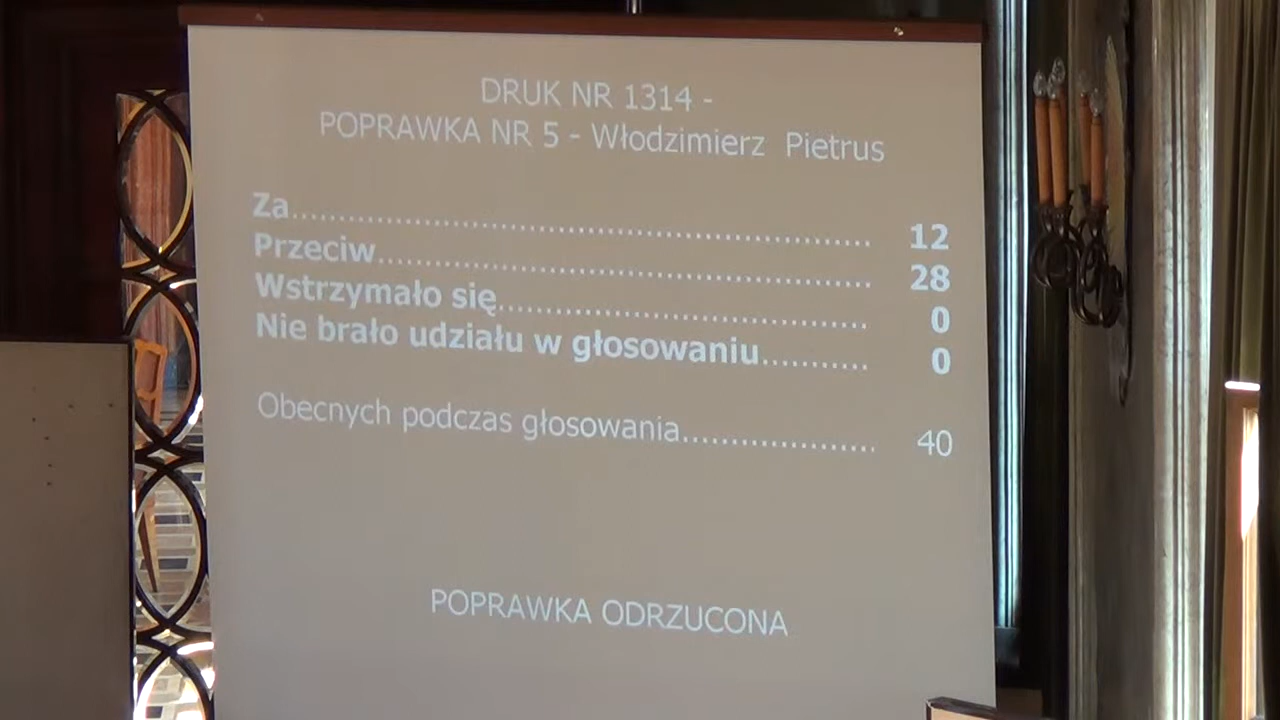 DRUK NR 1314 -
POPRAWKA NR 5 - Włodzimierz Pietrus
Za............................................................ 12
Przeciw.................................................... 28
Wstrzymało się........................................ 0
Nie brało udziału w głosowaniu........... 0
Obecnych podczas głosowania.................... 40
POPRAWKA ODRZUCONA